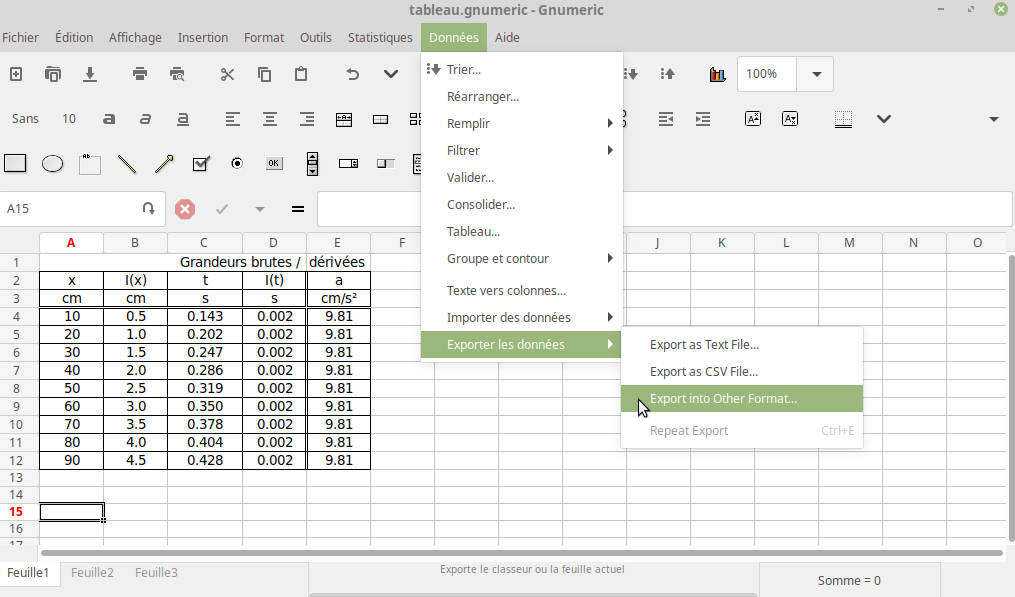 tableau.gnumeric - Gnumeric
Fichier Édition Affichage Insertion Format Outils Statistiques Données Aide
100%
Sans 10 a a a
Ab
OK
A15
Trier...
Réarranger...
Remplir
Filtrer
Valider...
Consolider...
Tableau...
Groupe et contour
Texte vers colonnes...
Importer des données
Exporter les données
Export as Text File...
Export as CSV File...
Export into Other Format...
Repeat Export Ctrl+E
A B C D E F J K L M N O
1 Grandeurs brutes / dérivées
2 x I(x) t I(t) a
3 cm cm s s cm/s²
4 10 0.5 0.143 0.002 9.81
5 20 1.0 0.202 0.002 9.81
6 30 1.5 0.247 0.002 9.81
7 40 2.0 0.286 0.002 9.81
8 50 2.5 0.319 0.002 9.81
9 60 3.0 0.350 0.002 9.81
10 70 3.5 0.378 0.002 9.81
11 80 4.0 0.404 0.002 9.81
12 90 4.5 0.428 0.002 9.81
13
14
15
16
17
Feuille1 Feuille2 Feuille3 Exporte le classeur ou la feuille actuel Somme = 0